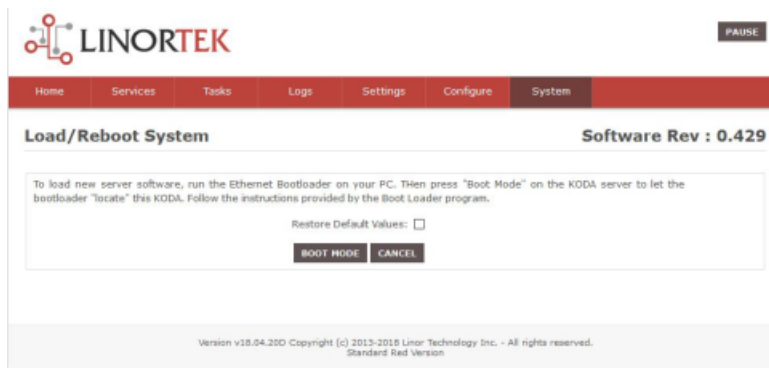 LINORTEK
PAUSE
Home Services Tasks Logs Settings Configure System
Load/Reboot System Software Rev : 0.429
To load new server software, run the Ethernet Bootloader on your PC. THen press "Boot Mode" on the KODA server to let the
bootloader "locate" this KODA. Follow the instructions provided by the Boot Loader program.
Restore Default Values:
BOOT MODE CANCEL
Version v18.04.20D Copyright (c) 2013-2018 Linor Technology Inc. - All rights reserved.
Standard Red Version